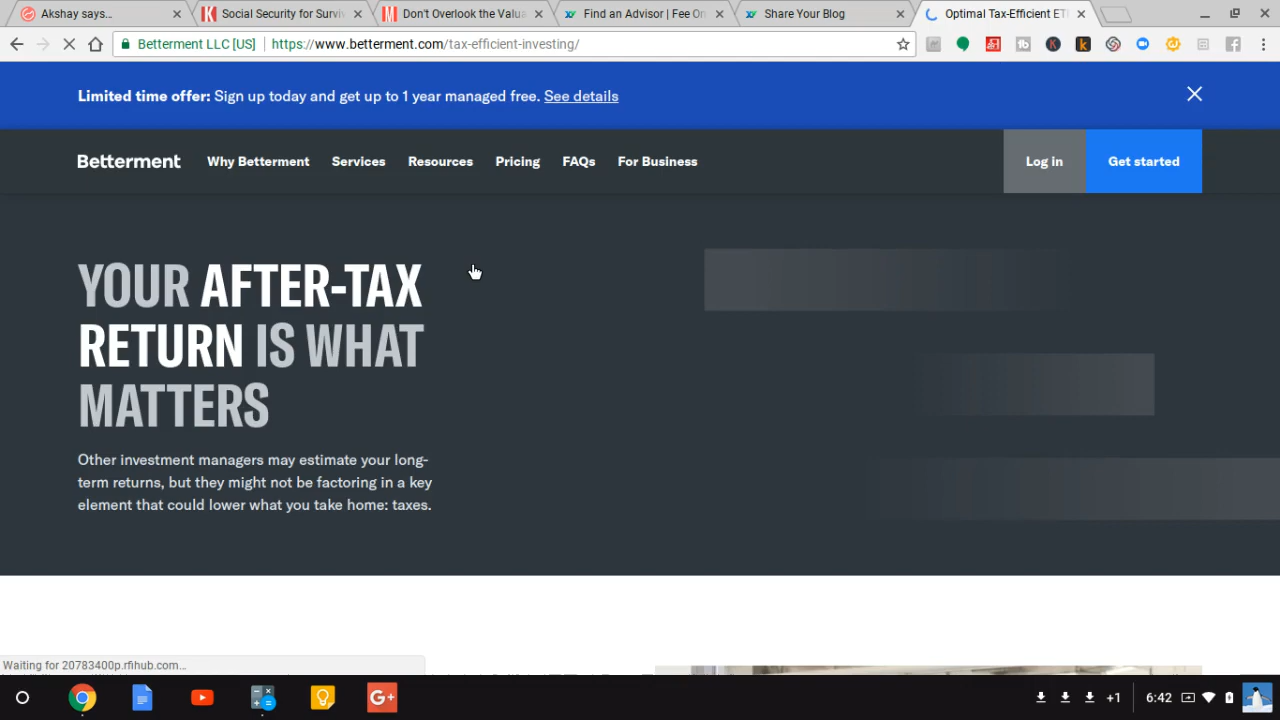 Akshay says...
Social Security for Surviv
Don't Overlook the Valua
Find an Advisor | Fee On
Share Your Blog
Optimal Tax-Efficient ET
Betterment LLC [US]
https://www.betterment.com/tax-efficient-investing/
Limited time offer: Sign up today and get up to 1 year managed free. See details
Betterment
Why Betterment
Services
Resources
Pricing
FAQs
For Business
Log in
Get started
YOUR AFTER-TAX
RETURN IS WHAT
MATTERS
Other investment managers may estimate your long-
term returns, but they might not be factoring in a key
element that could lower what you take home: taxes.
Waiting for 20783400p.rfihub.com...
G+
+1
6:42